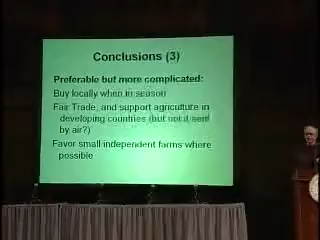 Conclusions (3)
Preferable but more complicated:
Buy locally when in season
Fair Trade, and support agriculture in
developing countries (but not if sent
by air?)
Favor small independent farms where
possible